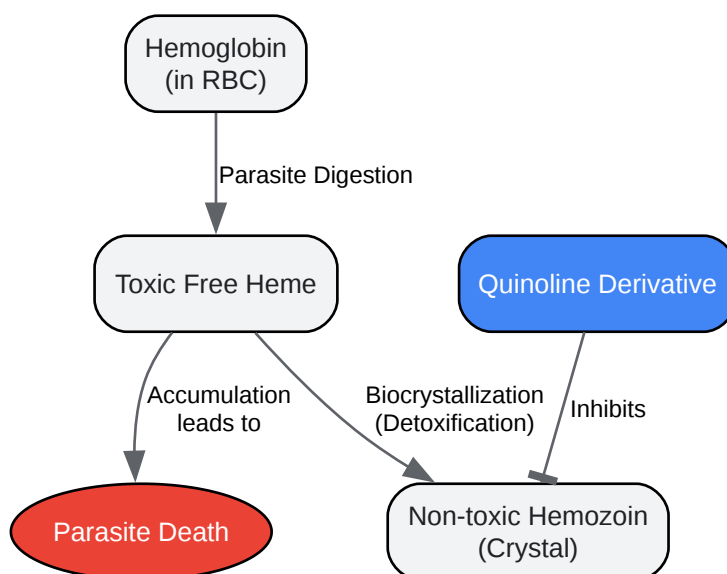 Hemoglobin
(in RBC)
Parasite Digestion
Toxic Free Heme
Quinoline Derivative
Accumulation
leads to
Biocrystallization
(Detoxification)
Inhibits
Parasite Death
Non-toxic Hemozoin
(Crystal)